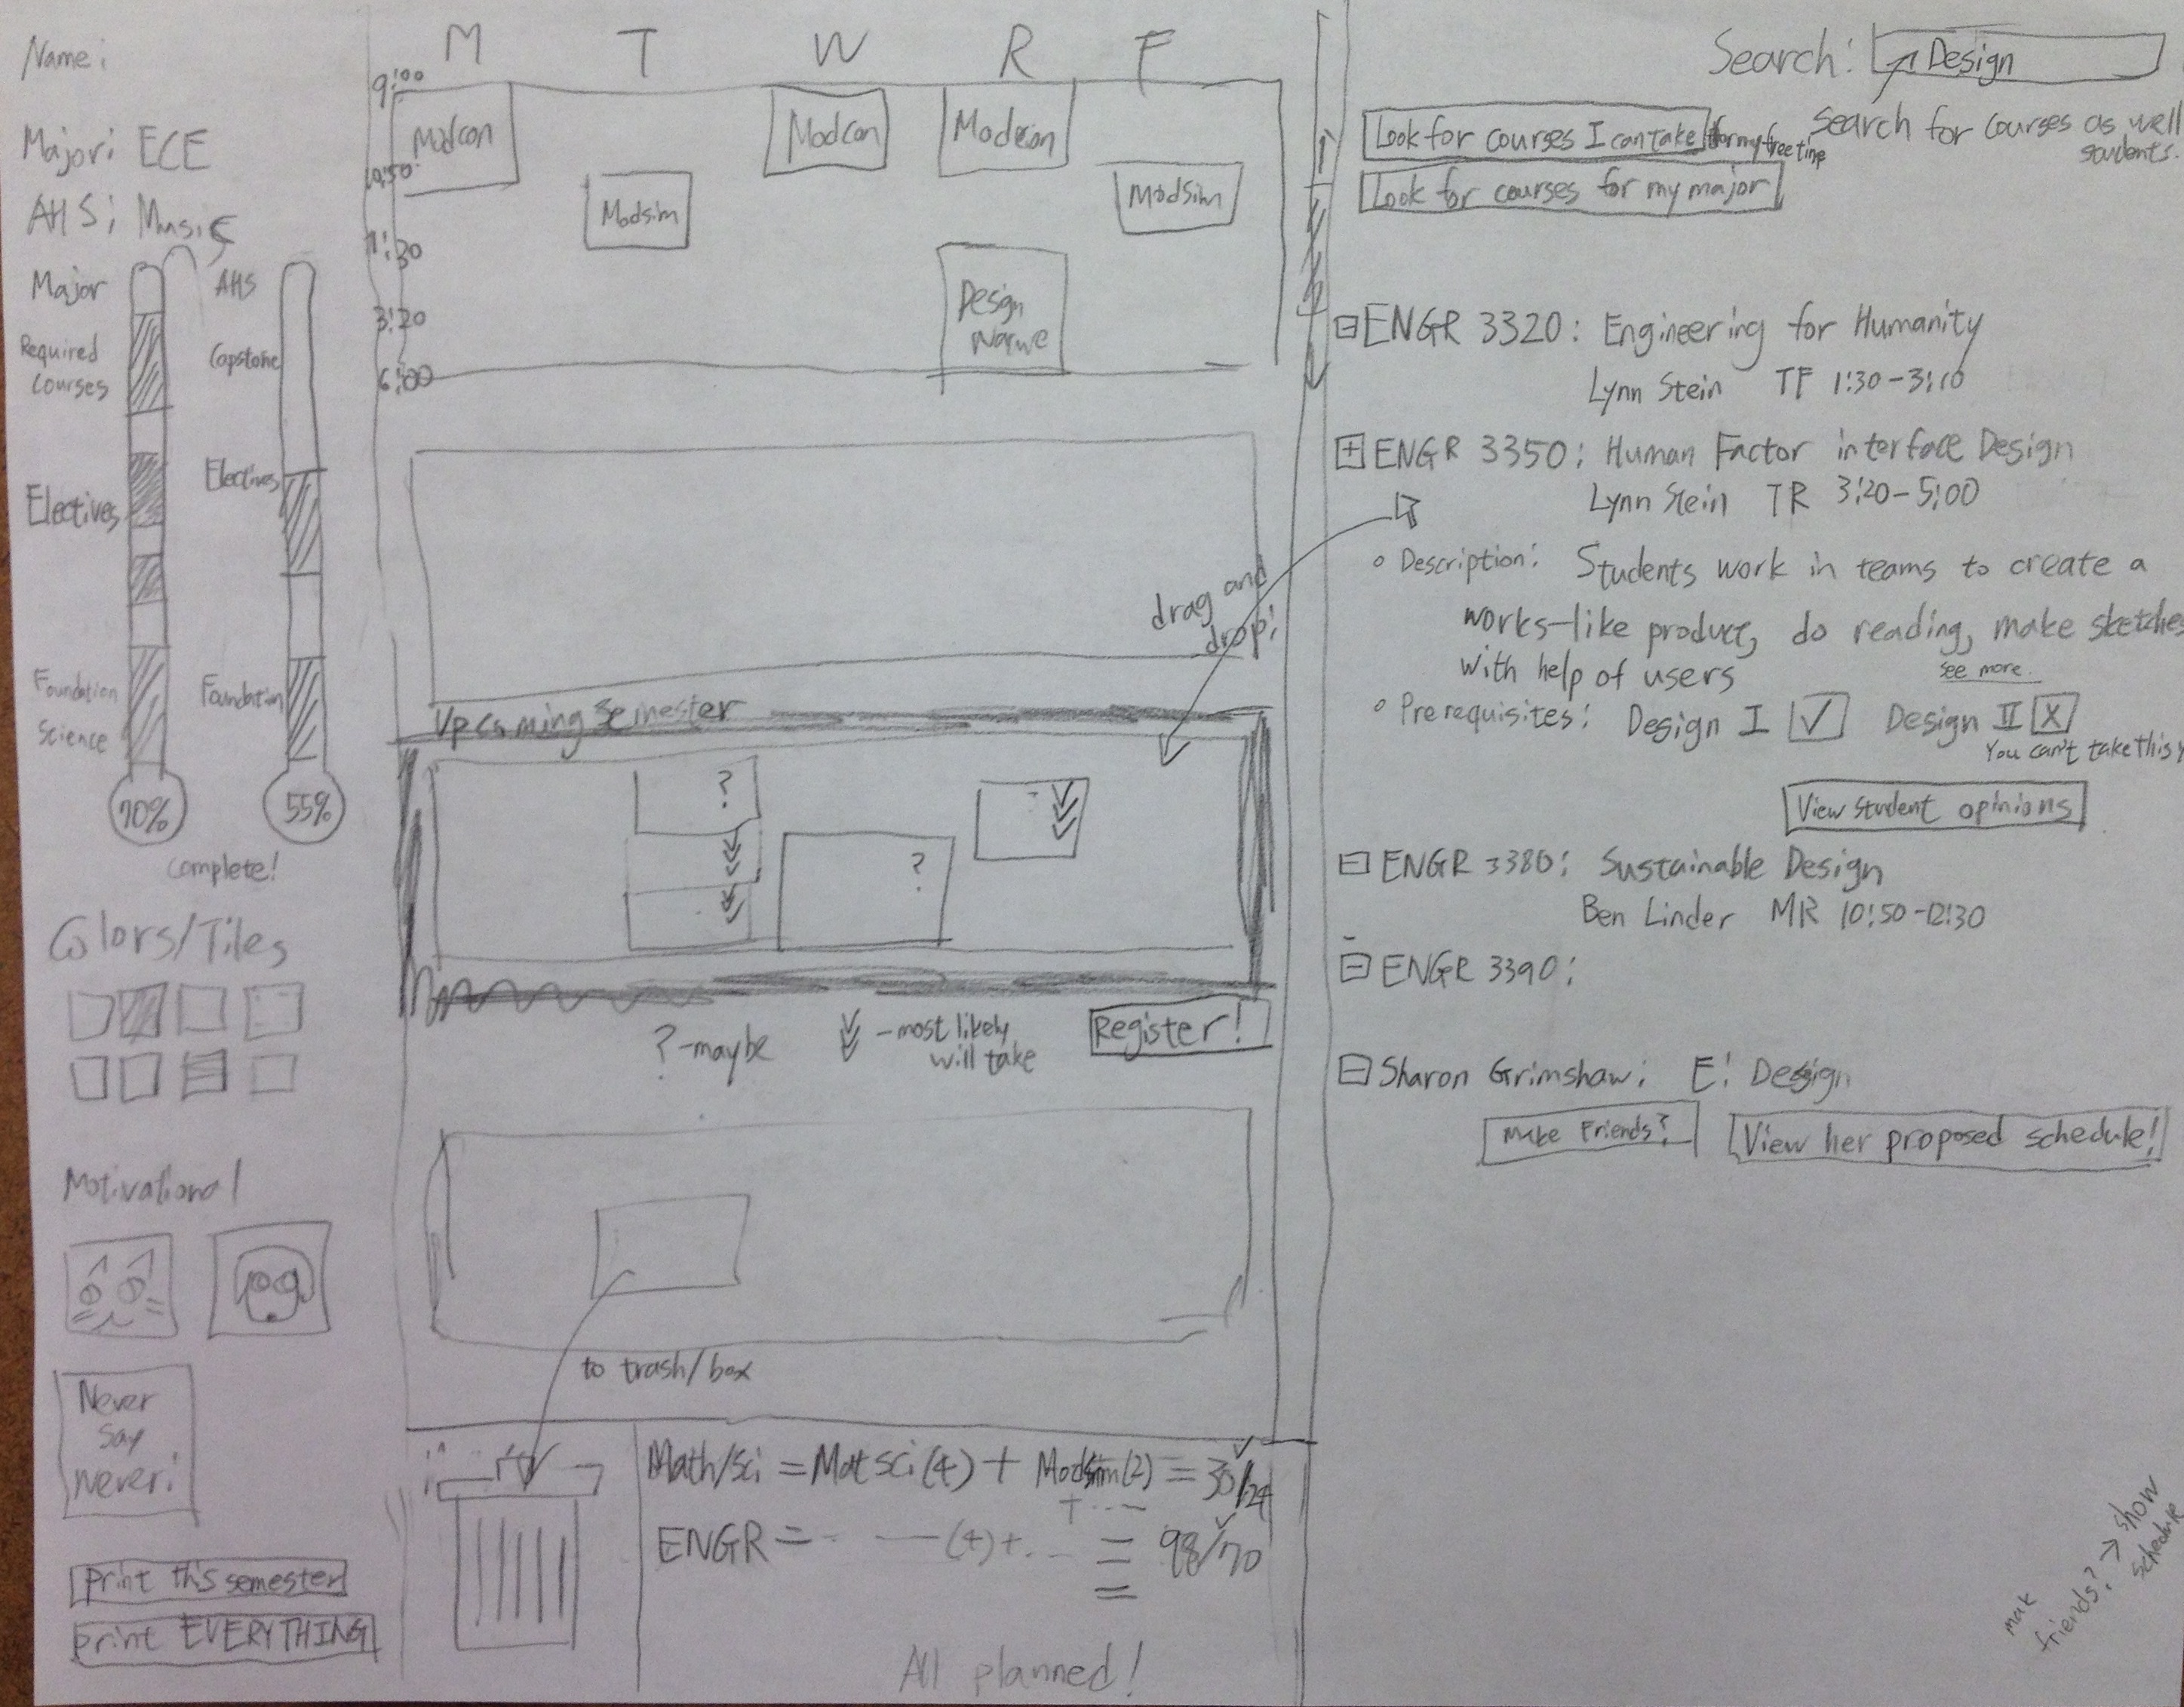 Name:
Major: ECE
AHS: Music
Major
AHS
Required Courses
Capstone
Electives
Electives
Foundation Science
Foundation
70%
55%
Complete!
Colors/Tiles
Motivational
Never
Say
Never!
Print this semester
print EVERYTHING
M T W R F
9:00
10:50
1:30
3:20
6:00
Modcon
Modcon
Modcon
Modsim
Modsim
Design
Nature
drag and
drop!
Upcoming Semester
?
?
? - maybe
- most likely
will take
Register!
to trash/box
Math/Sci = Matsci (4) + Modsim (2) = 30/24
+ ----
ENGR = - — (4) + .. = 98/70
All planned!
Search: Design
Look for courses I can take for my free time
Search for courses as well
students.
Look for courses for my major
ENGR 3320: Engineering for Humanity
Lynn Stein TF 1:30-3:10
ENGR 3350: Human Factor interface Design
Lynn Stein TR 3:20-5:00
Description: Students work in teams to create a
works-like product, do reading, make sketches
with help of users
see more.
Prerequisites: Design I ✓ Design II X
You can't take this
View student opinions
ENGR 3380: Sustainable Design
Ben Linder MR 10:50-12:30
ENGR 3390:
Sharon Grimshaw: E: Design
Make Friends?
View her proposed schedule!
mak
friends? → show
schedule